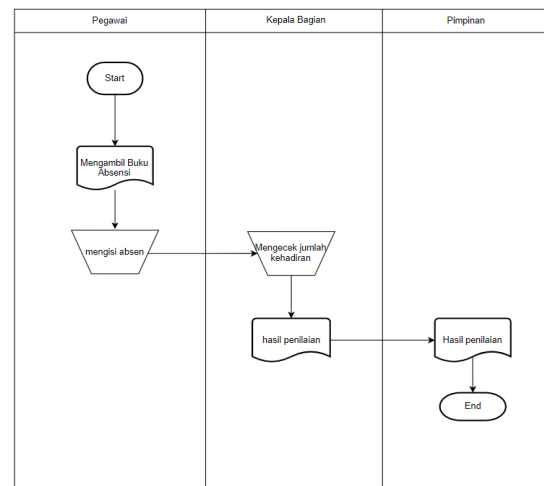 Pegawai
Kepala Bagian
Pimpinan
Start
Mengambil Buku
Absensi
mengisi absen
Mengecek jumlah
kehadiran
hasil penilaian
Hasil penilaian
End